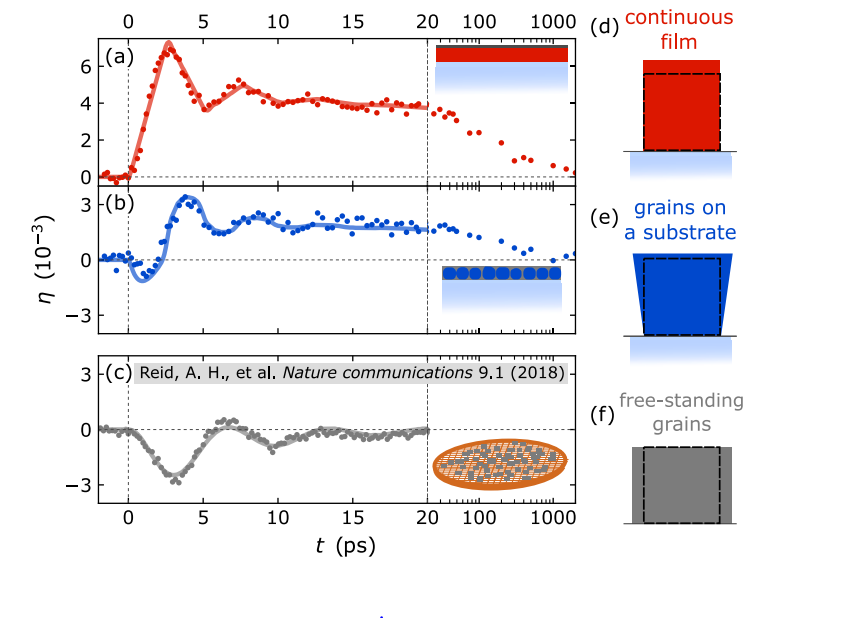 0 5 10 15 20 100 1000
(a)
6
4
2
0
(b)
3
0
−3
η (10⁻³)
(c) Reid, A. H., et al. Nature communications 9.1 (2018)
3
0
−3
0 5 10 15 20 100 1000
t (ps)
(d) continuous
film
(e) grains on
a substrate
(f) free-standing
grains